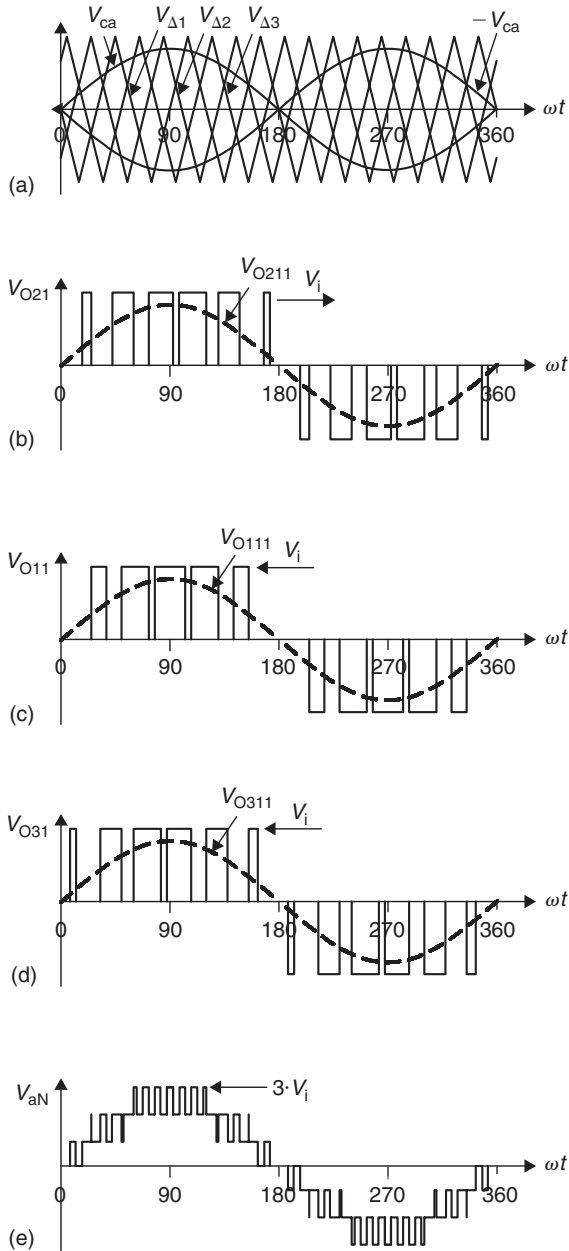 V_ca V_Δ1 V_Δ2 V_Δ3 −V_ca
0 90 180 270 360 ωt
(a)
V_O21 V_O211 V_i
0 90 180 270 360 ωt
(b)
V_O11 V_O111 V_i
0 90 180 270 360 ωt
(c)
V_O31 V_O311 V_i
0 90 180 270 360 ωt
(d)
V_aN 3·V_i
0 90 180 270 360 ωt
(e)